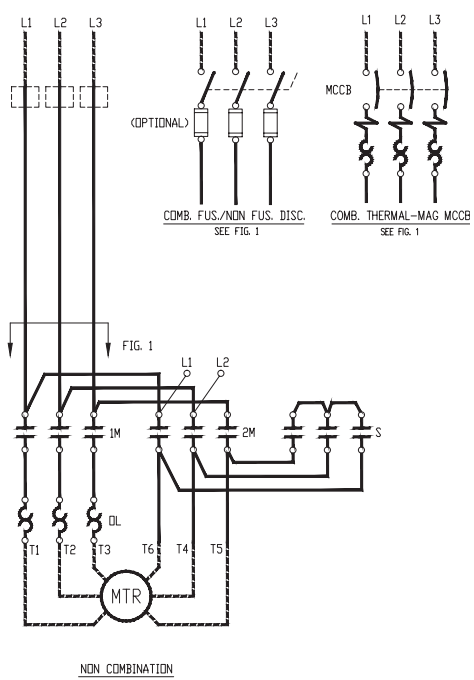 L1 L2 L3
L1 L2 L3
L1 L2 L3
MCCB
(OPTIONAL)
COMB. FUS./NON FUS. DISC.
SEE FIG. 1
COMB. THERMAL-MAG MCCB
SEE FIG. 1
FIG. 1
L1 L2
1M
2M
S
OL
T1 T2 T3 T6 T4 T5
MTR
NON COMBINATION